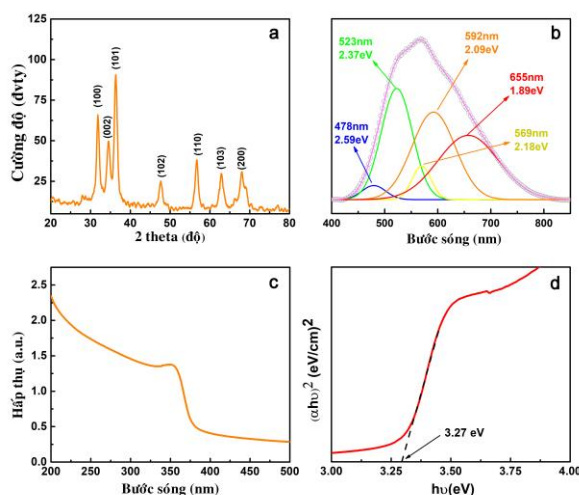 a
Cường độ (đvty)
125
100
75
50
25
(100)
(002)
(101)
(102)
(110)
(103)
(200)
20 30 40 50 60 70 80
2 theta (độ)
b
523nm
2.37eV
592nm
2.09eV
655nm
1.89eV
478nm
2.59eV
569nm
2.18eV
400 500 600 700 800
Bước sóng (nm)
c
Hấp thụ (a.u.)
2.5
2.0
1.5
1.0
0.5
0.0
200 250 300 350 400 450 500
Bước sóng (nm)
d
(αhυ)2 (eV/cm)2
3.27 eV
3.00 3.25 3.50 3.75 4.00
hυ(eV)